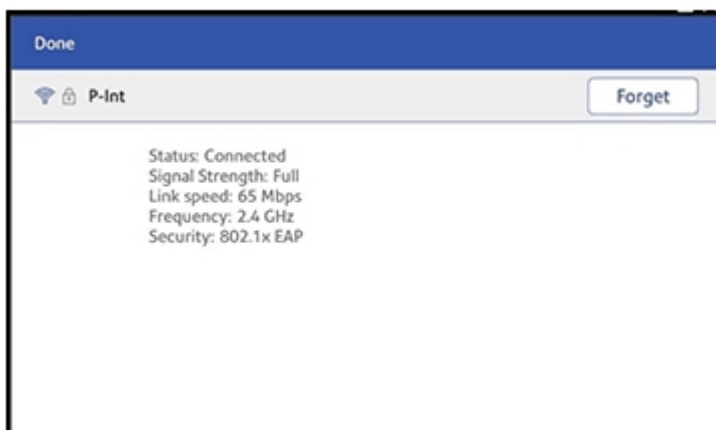 Done
P-Int
Forget
Status: Connected
Signal Strength: Full
Link speed: 65 Mbps
Frequency: 2.4 GHz
Security: 802.1x EAP